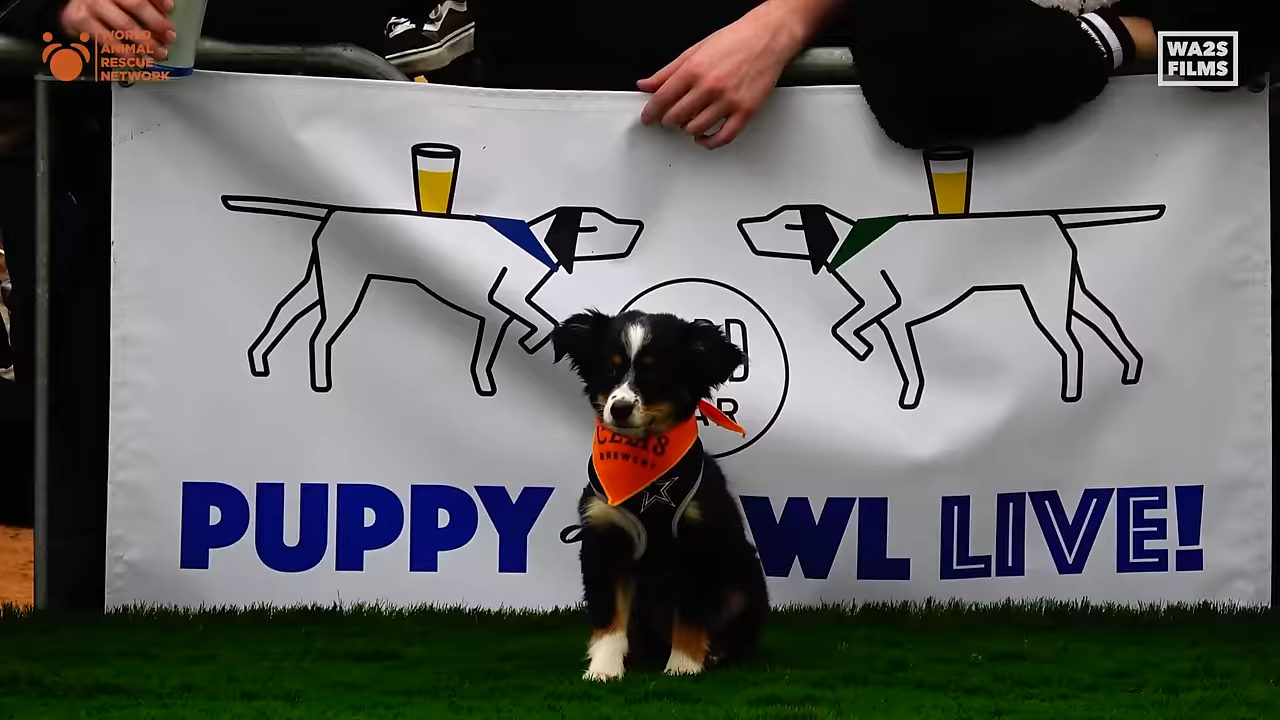 WORLD
ANIMAL
RESCUE
NETWORK
WA2S
FILMS
BREWERY
PUPPY WL LIVE!